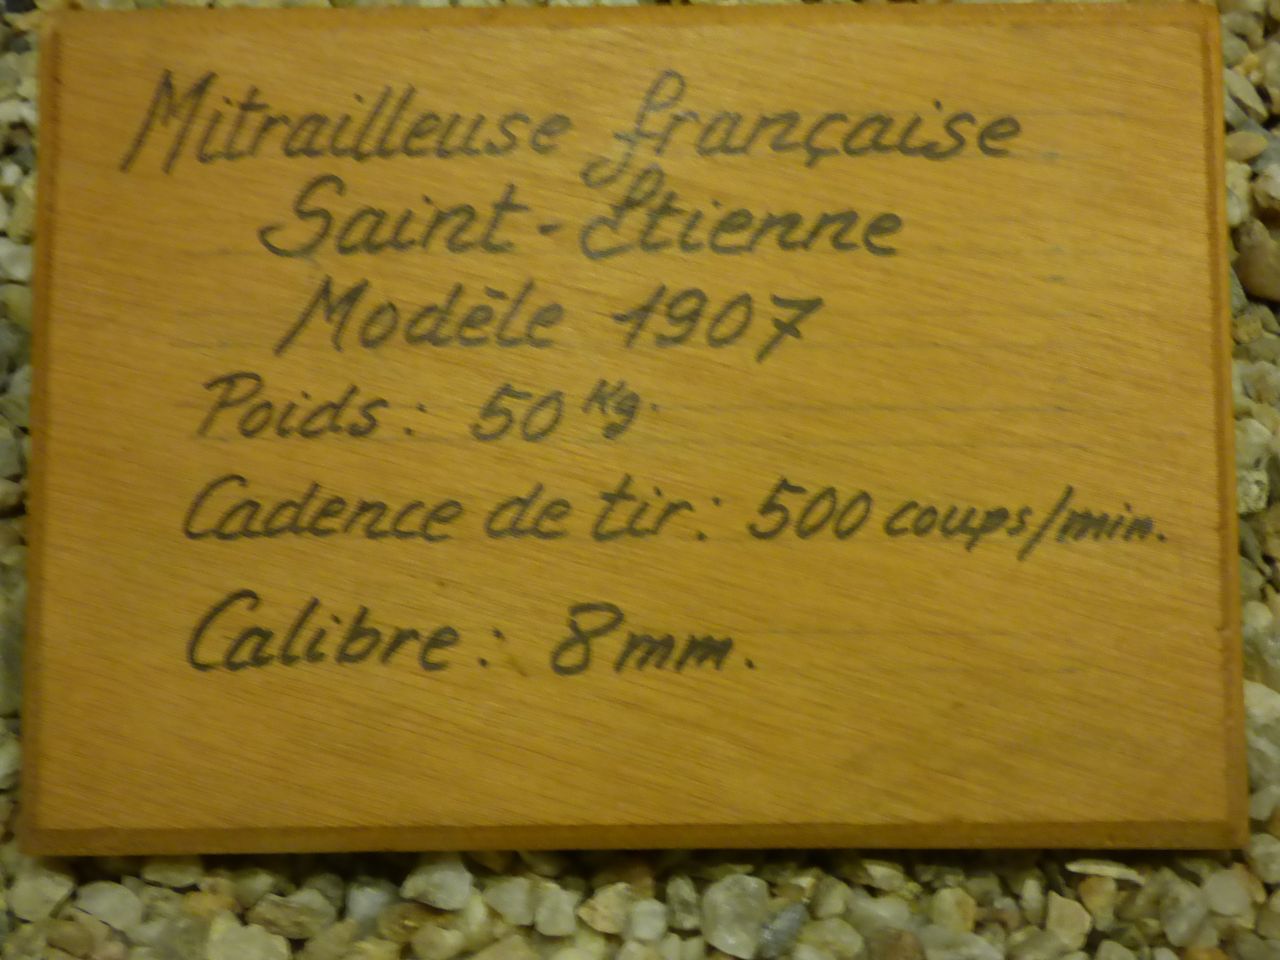 Mitrailleuse française
Saint-Etienne
Modèle 1907
Poids: 50 Kg.
Cadence de tir: 500 coups/min.
Calibre: 8mm.